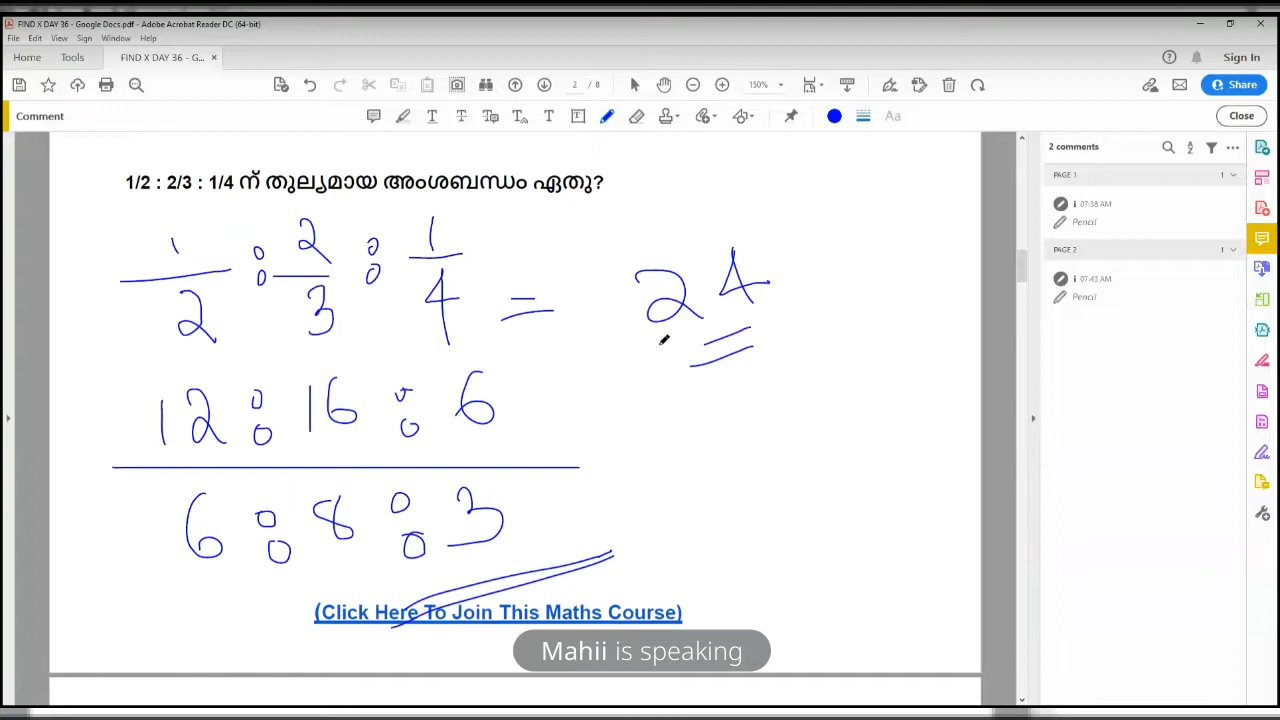 FIND X DAY 36 - Google Docs.pdf - Adobe Acrobat Reader DC (64-bit)
File Edit View Sign Window Help
Home Tools FIND X DAY 36 - G... × Sign In
2 / 8 150% Share
Comment Aa Close
2 comments
PAGE 1 1
i 07:38 AM
Pencil
PAGE 2 1
i 07:43 AM
Pencil
1/2 : 2/3 : 1/4 ന് തുല്യമായ അംശബന്ധം ഏതു?
1/2 : 2/3 : 1/4 = 24
12 : 16 : 6
6 : 8 : 3
(Click Here To Join This Maths Course)
Mahii is speaking